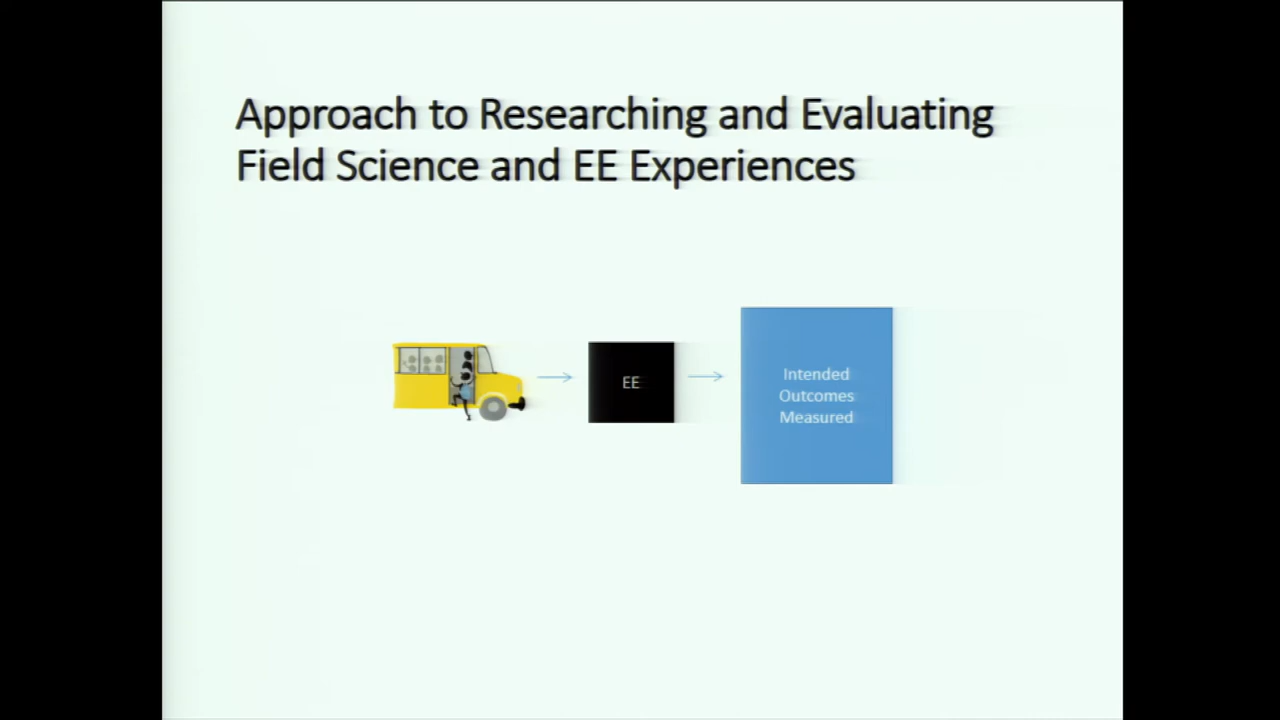 Approach to Researching and Evaluating
Field Science and EE Experiences
EE
Intended
Outcomes
Measured